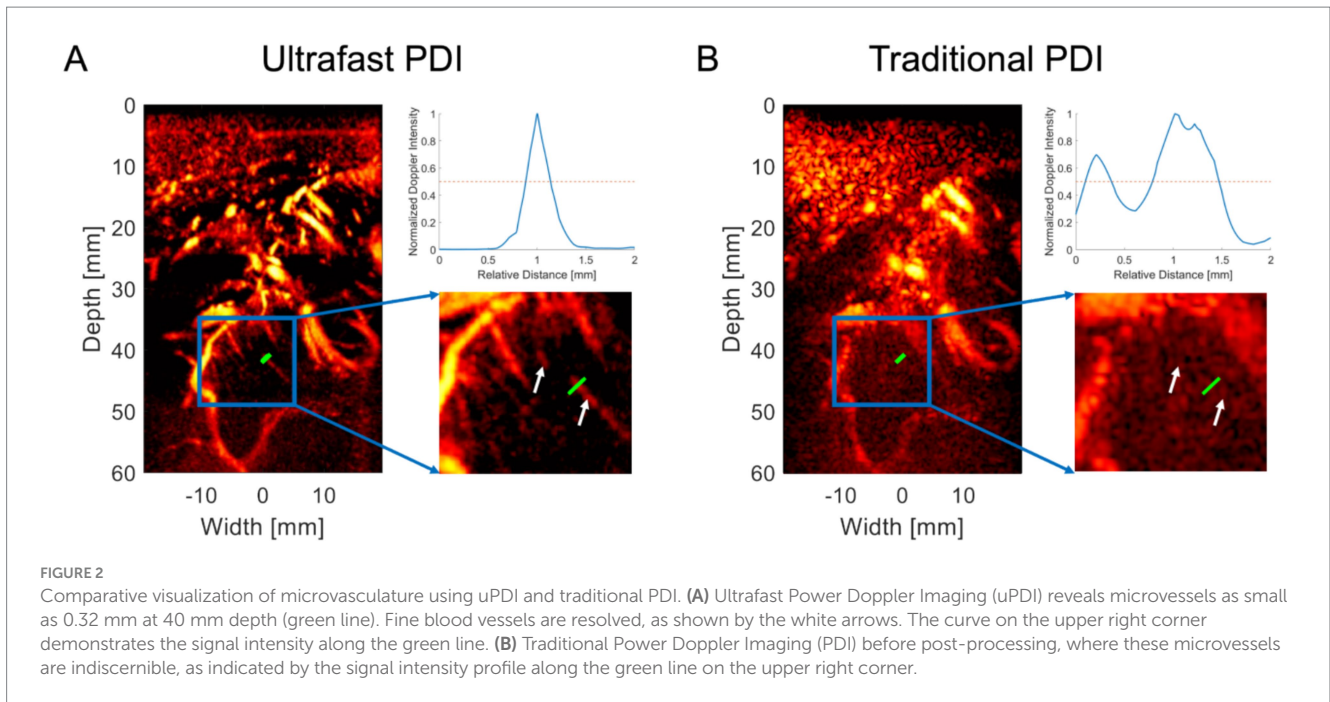 A
Ultrafast PDI
0
10
20
30
40
50
60
Depth [mm]
-10 0 10
Width [mm]
1
0.8
0.6
0.4
0.2
0
Normalized Doppler Intensity
0 0.5 1 1.5 2
Relative Distance [mm]
B
Traditional PDI
0
10
20
30
40
50
60
Depth [mm]
-10 0 10
Width [mm]
1
0.8
0.6
0.4
0.2
0
Normalized Doppler Intensity
0 0.5 1 1.5 2
Relative Distance [mm]
FIGURE 2
Comparative visualization of microvasculature using uPDI and traditional PDI. (A) Ultrafast Power Doppler Imaging (uPDI) reveals microvessels as small
as 0.32 mm at 40 mm depth (green line). Fine blood vessels are resolved, as shown by the white arrows. The curve on the upper right corner
demonstrates the signal intensity along the green line. (B) Traditional Power Doppler Imaging (PDI) before post-processing, where these microvessels
are indiscernible, as indicated by the signal intensity profile along the green line on the upper right corner.